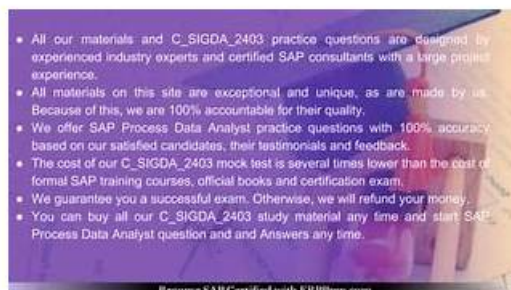 ● All our materials and C_SIGDA_2403 practice questions are designed by
experienced industry experts and certified SAP consultants with a large project
experience.
● All materials on this site are exceptional and unique, as are made by us.
Because of this, we are 100% accountable for their quality.
● We offer SAP Process Data Analyst practice questions with 100% accuracy
based on our satisfied candidates, their testimonials and feedback.
● The cost of our C_SIGDA_2403 mock test is several times lower than the cost of
formal SAP training courses, official books and certification exam.
● We guarantee you a successful exam. Otherwise, we will refund your money.
● You can buy all our C_SIGDA_2403 study material any time and start SAP
Process Data Analyst question and and Answers any time.
Become SAP Certified with ERPPrep.com